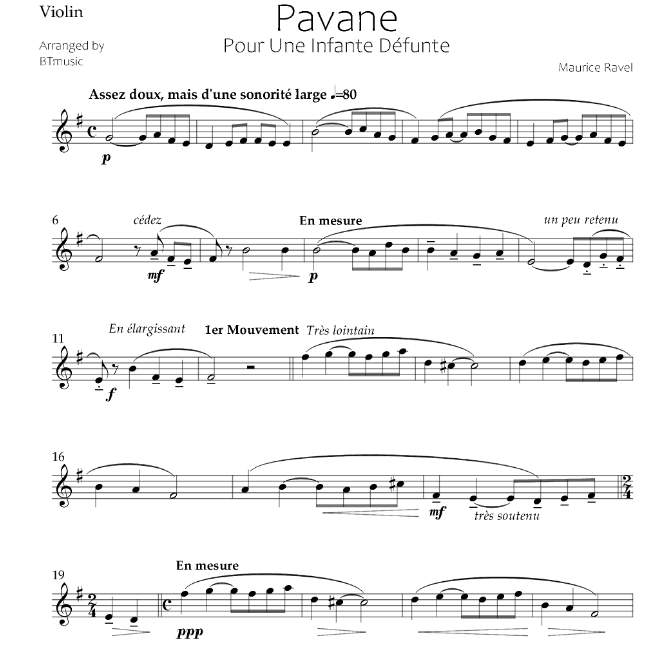 Violin
Pavane
Pour Une Infante Défunte
Arranged by
BTmusic
Maurice Ravel
Assez doux, mais d'une sonorité large ♩=80
p
6
cédez
En mesure
un peu retenu
mf
p
11
En élargissant
1er Mouvement
Très lointain
f
16
2
4
mf
très soutenu
19
En mesure
2
4
ppp